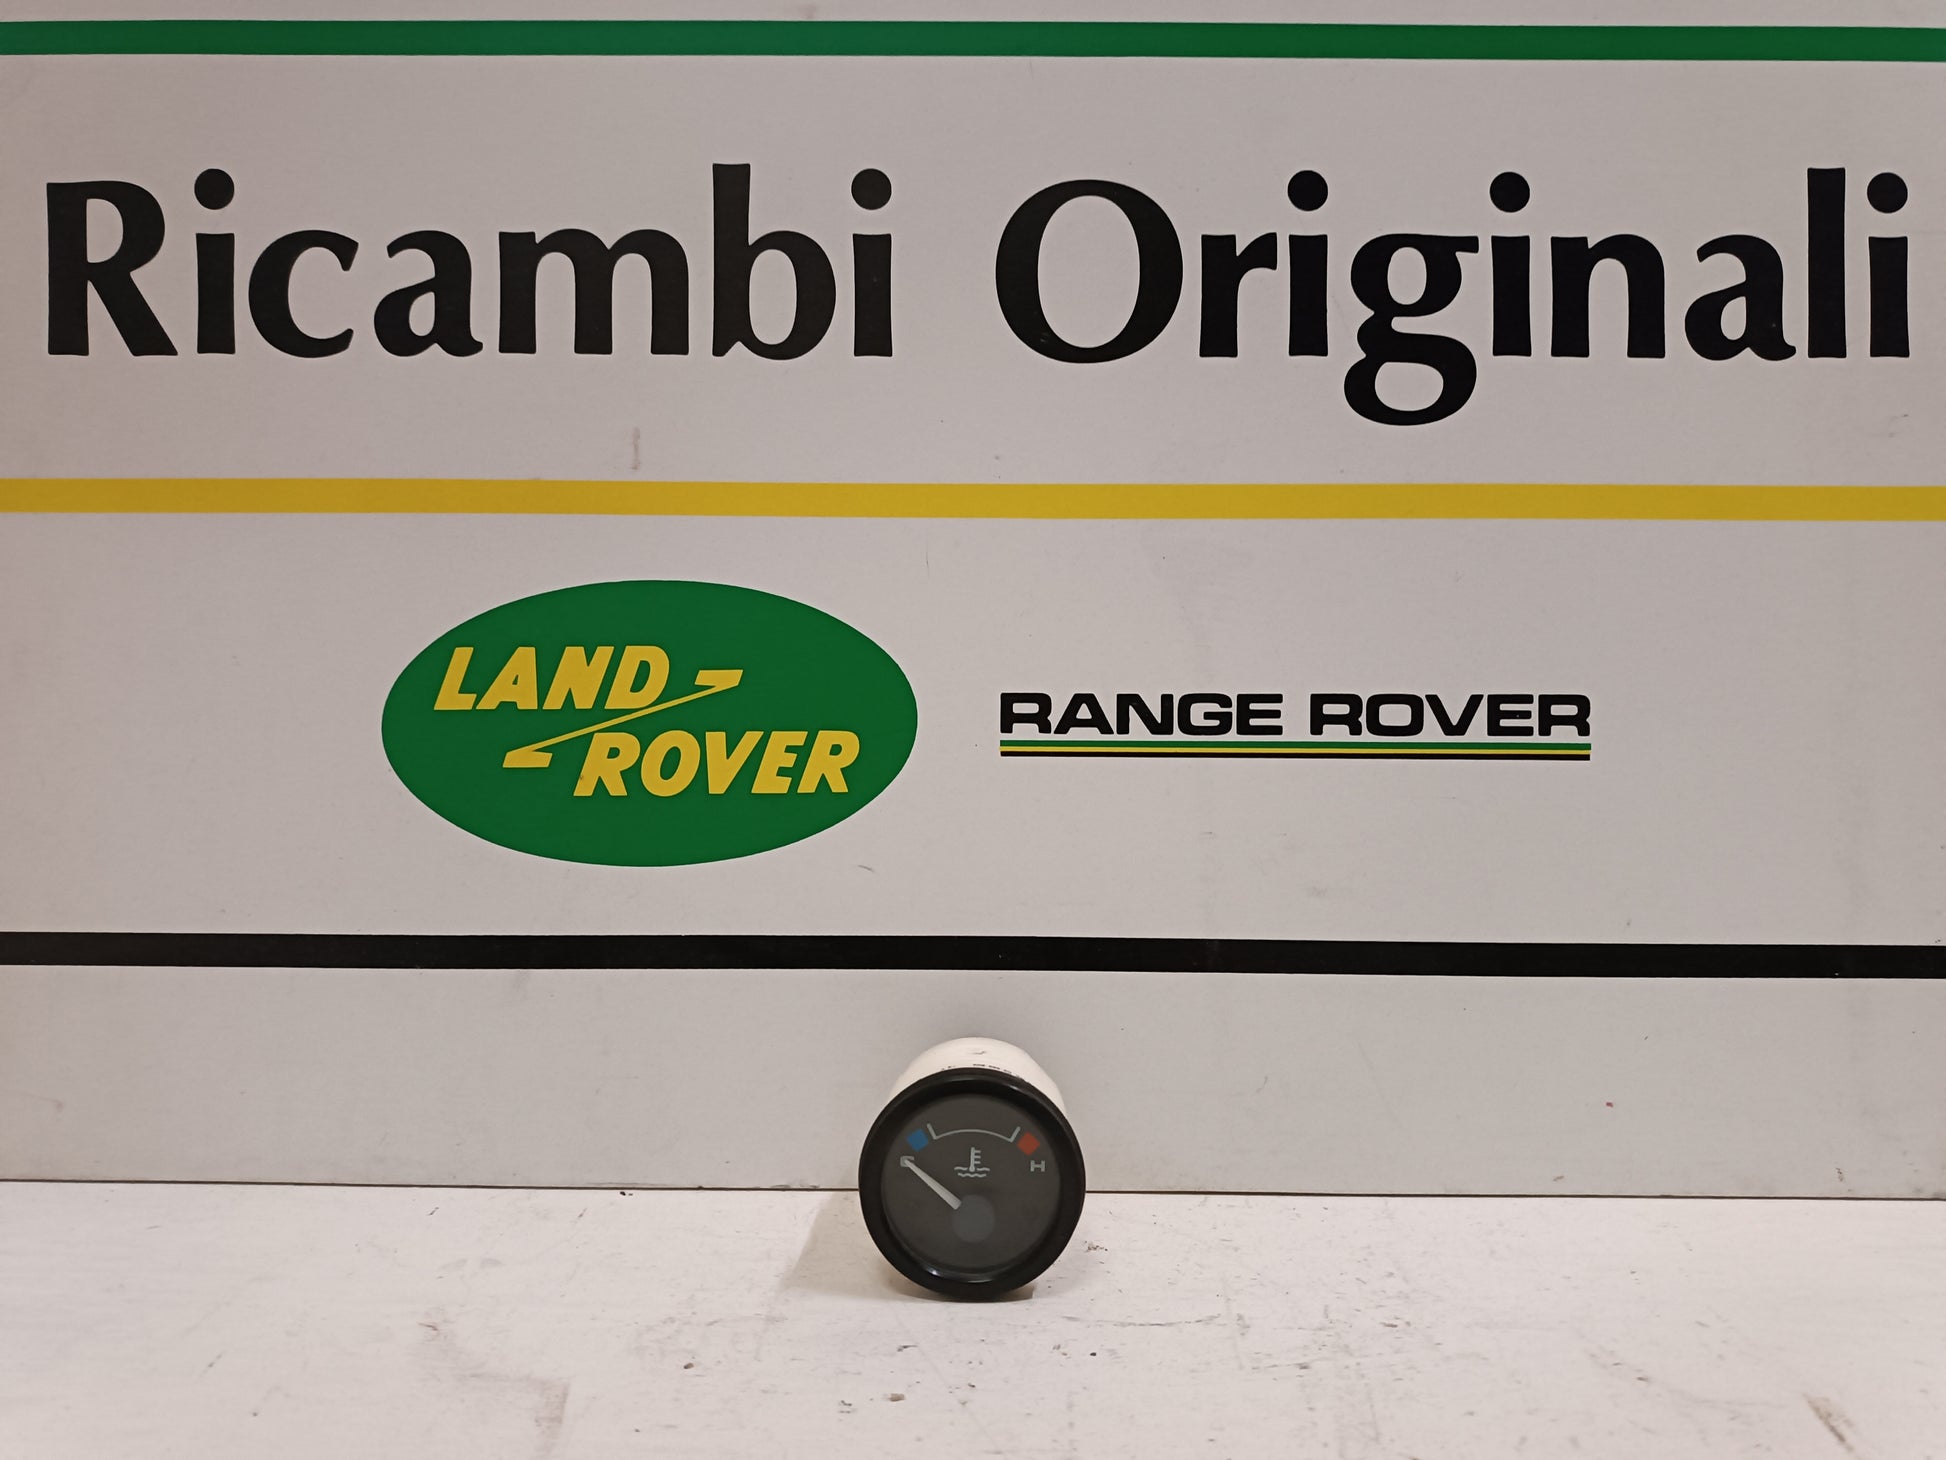 Ricambi Originali
LAND
ROVER
RANGE ROVER
C H